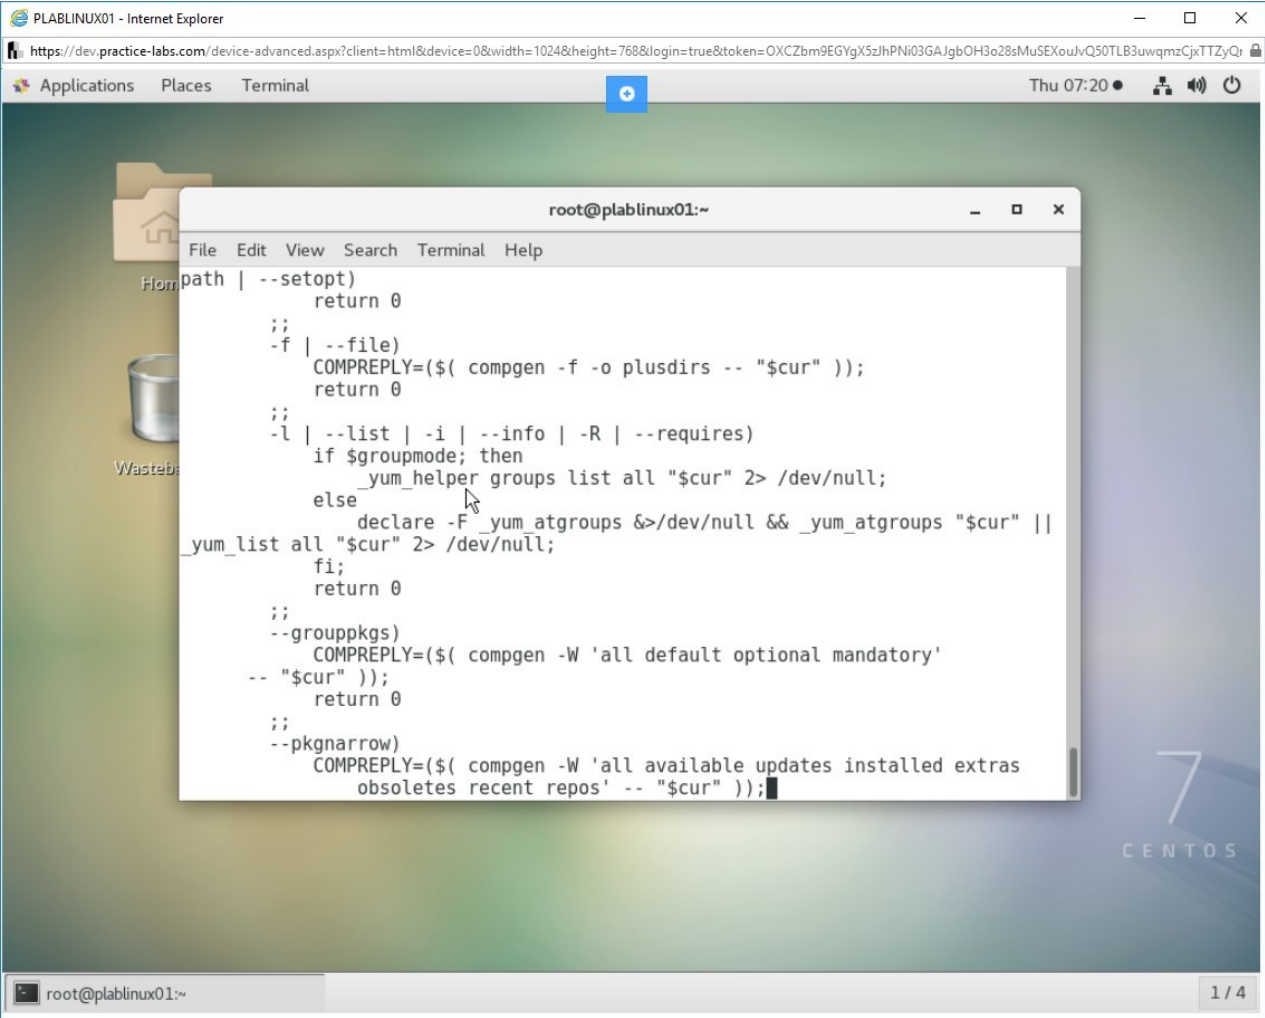 PLABLINUX01 - Internet Explorer
https://dev.practice-labs.com/device-advanced.aspx?client=html&device=0&width=1024&height=768&login=true&token=OXCZbm9EGYgX5zJhPNi03GAJgbOH3o28sMuSEXouJvQ50TLB3uwqmzCjxTTZyQr
Applications Places Terminal Thu 07:20
root@plablinux01:~
File Edit View Search Terminal Help
Hom
Wasteb
path | --setopt)
            return 0
        ;;
        -f | --file)
            COMPREPLY=($( compgen -f -o plusdirs -- "$cur" ));
            return 0
        ;;
        -l | --list | -i | --info | -R | --requires)
            if $groupmode; then
                _yum_helper groups list all "$cur" 2> /dev/null;
            else
                declare -F _yum_atgroups &>/dev/null && _yum_atgroups "$cur" ||
_yum_list all "$cur" 2> /dev/null;
            fi;
            return 0
        ;;
        --grouppkgs)
            COMPREPLY=($( compgen -W 'all default optional mandatory'
      -- "$cur" ));
            return 0
        ;;
        --pkgnarrow)
            COMPREPLY=($( compgen -W 'all available updates installed extras
                obsoletes recent repos' -- "$cur" ));
7
CENTOS
root@plablinux01:~
1 / 4